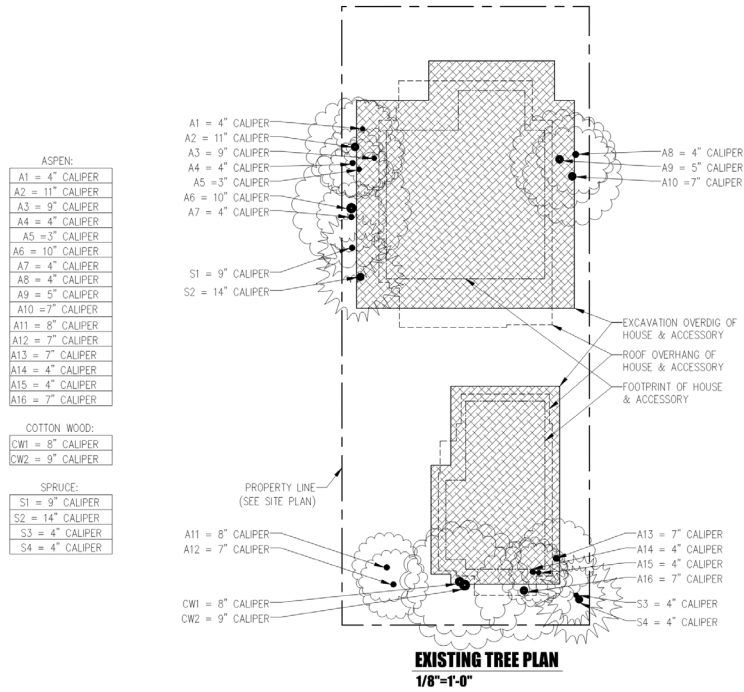 ASPEN:
A1 = 4" CALIPER
A2 = 11" CALIPER
A3 = 9" CALIPER
A4 = 4" CALIPER
A5 =3" CALIPER
A6 = 10" CALIPER
A7 = 4" CALIPER
A8 = 4" CALIPER
A9 = 5" CALIPER
A10 =7" CALIPER
A11 = 8" CALIPER
A12 = 7" CALIPER
A13 = 7" CALIPER
A14 = 4" CALIPER
A15 = 4" CALIPER
A16 = 7" CALIPER
COTTON WOOD:
CW1 = 8" CALIPER
CW2 = 9" CALIPER
SPRUCE:
S1 = 9" CALIPER
S2 = 14" CALIPER
S3 = 4" CALIPER
S4 = 4" CALIPER
A1 = 4" CALIPER
A2 = 11" CALIPER
A3 = 9" CALIPER
A4 = 4" CALIPER
A5 =3" CALIPER
A6 = 10" CALIPER
A7 = 4" CALIPER
S1 = 9" CALIPER
S2 = 14" CALIPER
A8 = 4" CALIPER
A9 = 5" CALIPER
A10 =7" CALIPER
EXCAVATION OVERDIG OF
HOUSE & ACCESSORY
ROOF OVERHANG OF
HOUSE & ACCESSORY
FOOTPRINT OF HOUSE
& ACCESSORY
PROPERTY LINE
(SEE SITE PLAN)
A11 = 8" CALIPER
A12 = 7" CALIPER
CW1 = 8" CALIPER
CW2 = 9" CALIPER
A13 = 7" CALIPER
A14 = 4" CALIPER
A15 = 4" CALIPER
A16 = 7" CALIPER
S3 = 4" CALIPER
S4 = 4" CALIPER
EXISTING TREE PLAN
1/8"=1'-0"